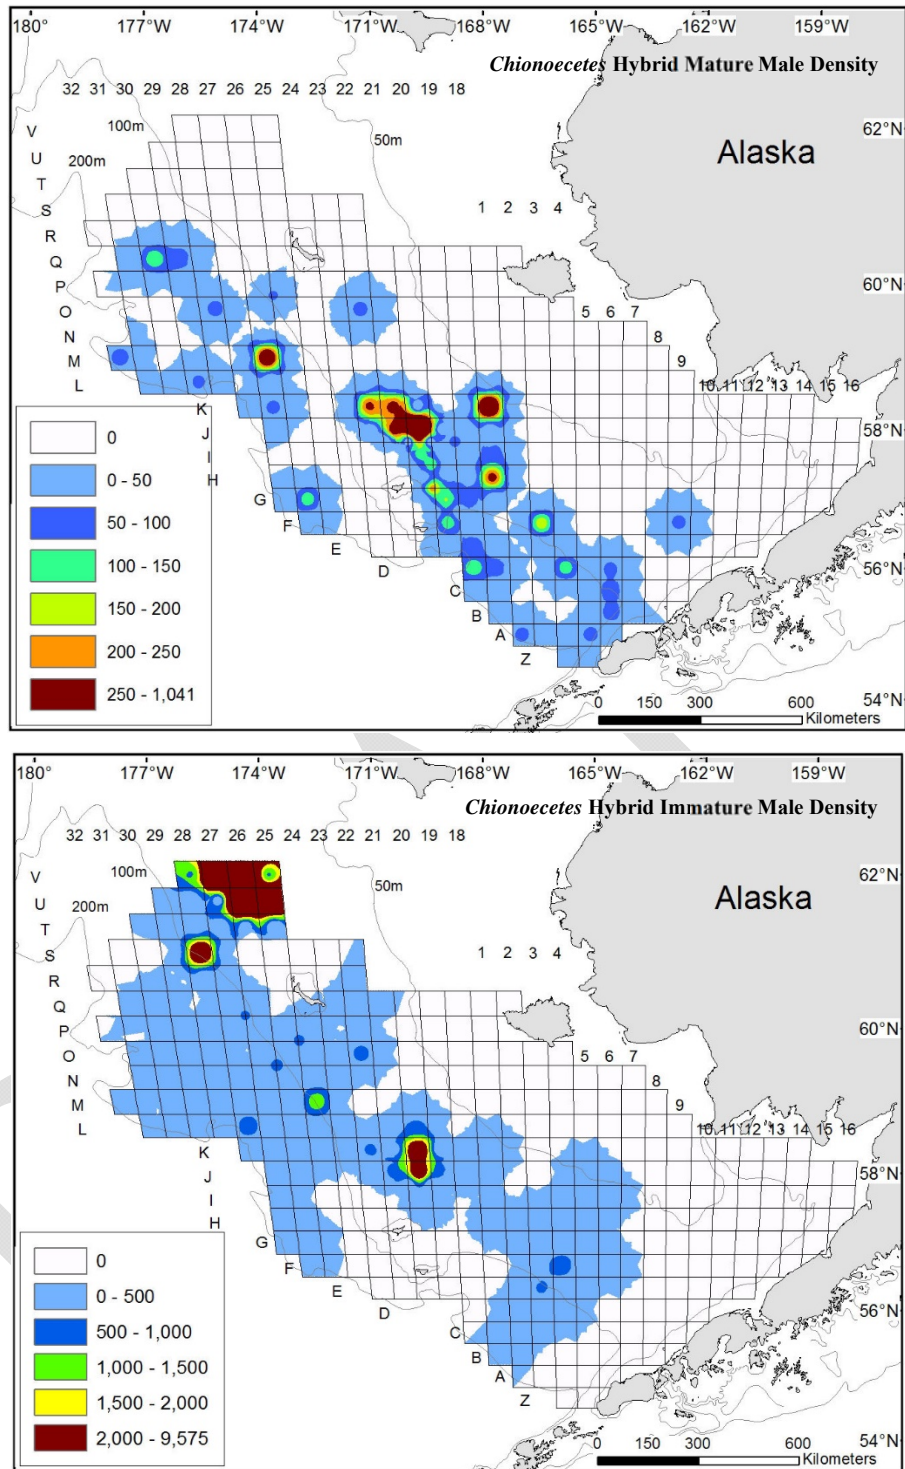 180° 177°W 174°W 171°W 168°W 165°W 162°W 159°W
Chionoecetes Hybrid Mature Male Density
32 31 30 29 28 27 26 25 24 23 22 21 20 19 18
V
U
T
S
R
Q
P
O
N
M
L
100m
200m
50m
62°N
Alaska
1 2 3 4
60°N
5 6 7
8
9
10 11 12 13 14 15 16
58°N
K
J
I
H
G
F
E
D
C
B
A
Z
56°N
54°N
0
0 - 50
50 - 100
100 - 150
150 - 200
200 - 250
250 - 1,041
0 150 300 600
Kilometers
180° 177°W 174°W 171°W 168°W 165°W 162°W 159°W
Chionoecetes Hybrid Immature Male Density
32 31 30 29 28 27 26 25 24 23 22 21 20 19 18
V
U
T
S
R
Q
P
O
N
M
L
100m
200m
50m
62°N
Alaska
1 2 3 4
60°N
5 6 7
8
9
10 11 12 13 14 15 16
58°N
K
J
I
H
G
F
E
D
C
B
A
Z
56°N
54°N
0
0 - 500
500 - 1,000
1,000 - 1,500
1,500 - 2,000
2,000 - 9,575
0 150 300 600
Kilometers